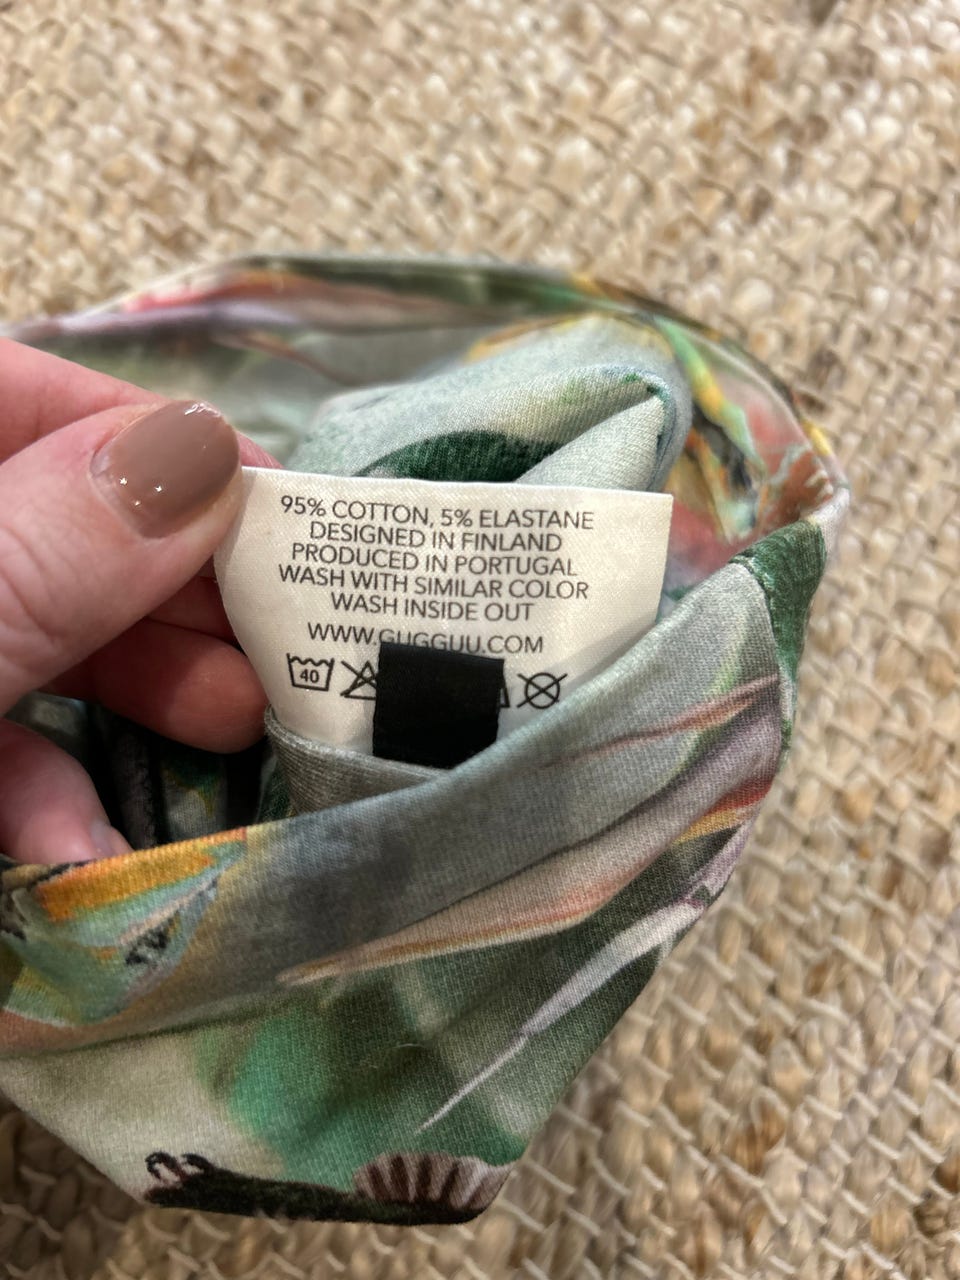 95% COTTON, 5% ELASTANE
DESIGNED IN FINLAND
PRODUCED IN PORTUGAL
WASH WITH SIMILAR COLOR
WASH INSIDE OUT
WWW.GUGGUU.COM
40